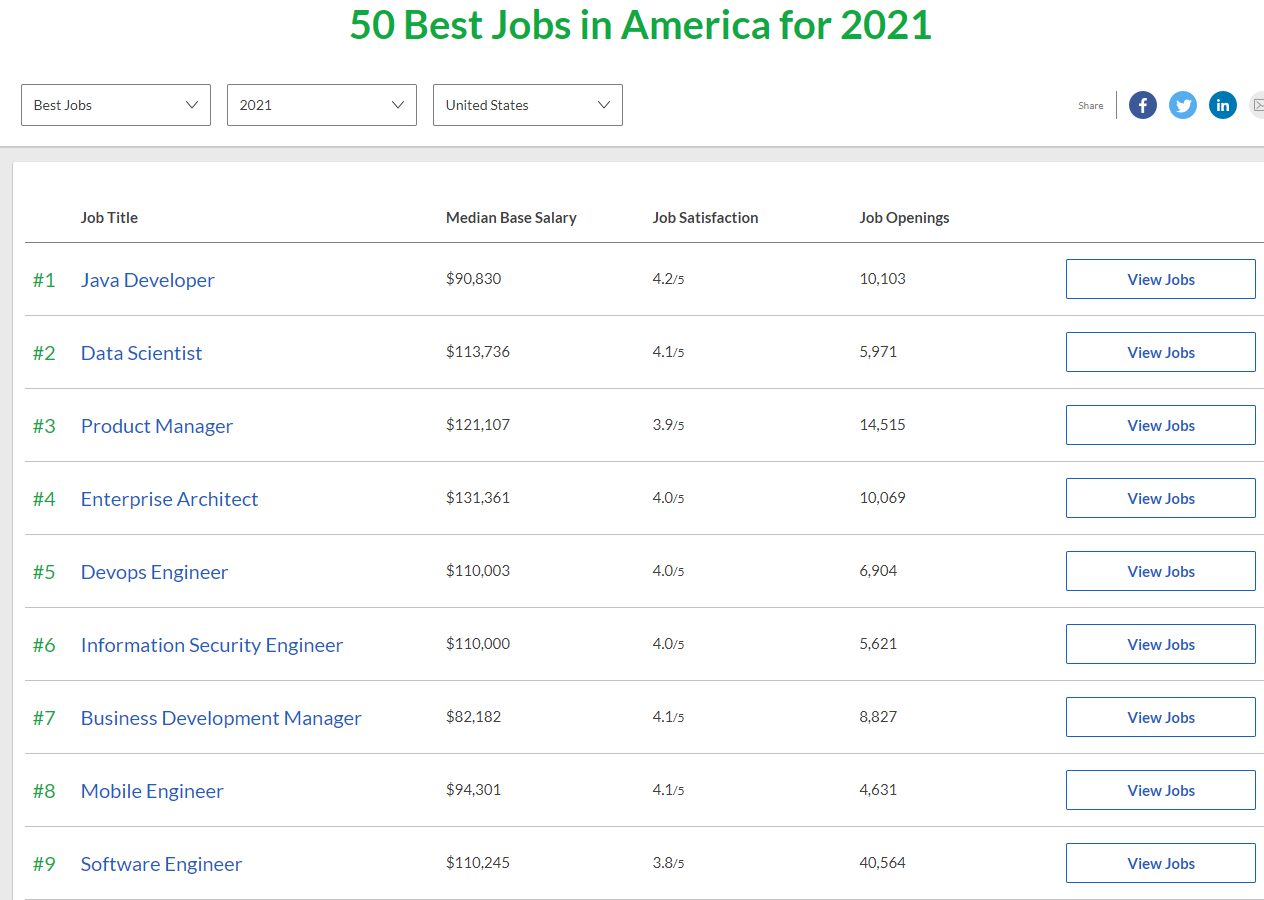 50 Best Jobs in America for 2021
Best Jobs 2021 United States Share
Job Title Median Base Salary Job Satisfaction Job Openings
#1 Java Developer $90,830 4.2/5 10,103 View Jobs
#2 Data Scientist $113,736 4.1/5 5,971 View Jobs
#3 Product Manager $121,107 3.9/5 14,515 View Jobs
#4 Enterprise Architect $131,361 4.0/5 10,069 View Jobs
#5 Devops Engineer $110,003 4.0/5 6,904 View Jobs
#6 Information Security Engineer $110,000 4.0/5 5,621 View Jobs
#7 Business Development Manager $82,182 4.1/5 8,827 View Jobs
#8 Mobile Engineer $94,301 4.1/5 4,631 View Jobs
#9 Software Engineer $110,245 3.8/5 40,564 View Jobs